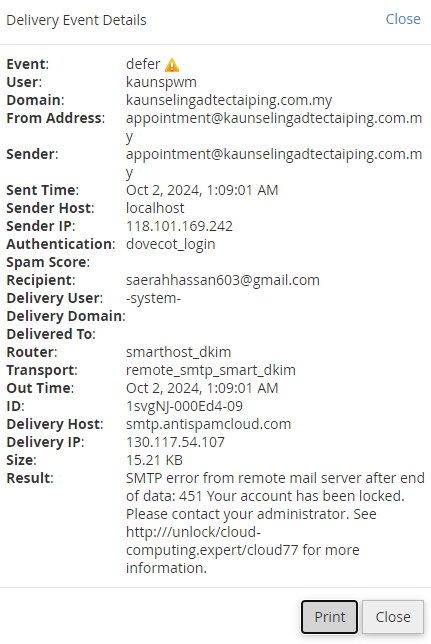 Delivery Event Details Close
Event: defer
User: kaunspwm
Domain: kaunselingadtectaiping.com.my
From Address: appointment@kaunselingadtectaiping.com.m
y
Sender: appointment@kaunselingadtectaiping.com.m
y
Sent Time: Oct 2, 2024, 1:09:01 AM
Sender Host: localhost
Sender IP: 118.101.169.242
Authentication: dovecot_login
Spam Score:
Recipient: saerahhassan603@gmail.com
Delivery User: -system-
Delivery Domain:
Delivered To:
Router: smarthost_dkim
Transport: remote_smtp_smart_dkim
Out Time: Oct 2, 2024, 1:09:01 AM
ID: 1svgNJ-000Ed4-09
Delivery Host: smtp.antispamcloud.com
Delivery IP: 130.117.54.107
Size: 15.21 KB
Result: SMTP error from remote mail server after end
of data: 451 Your account has been locked.
Please contact your administrator. See
http:///unlock/cloud-
computing.expert/cloud77 for more
information.
Print Close